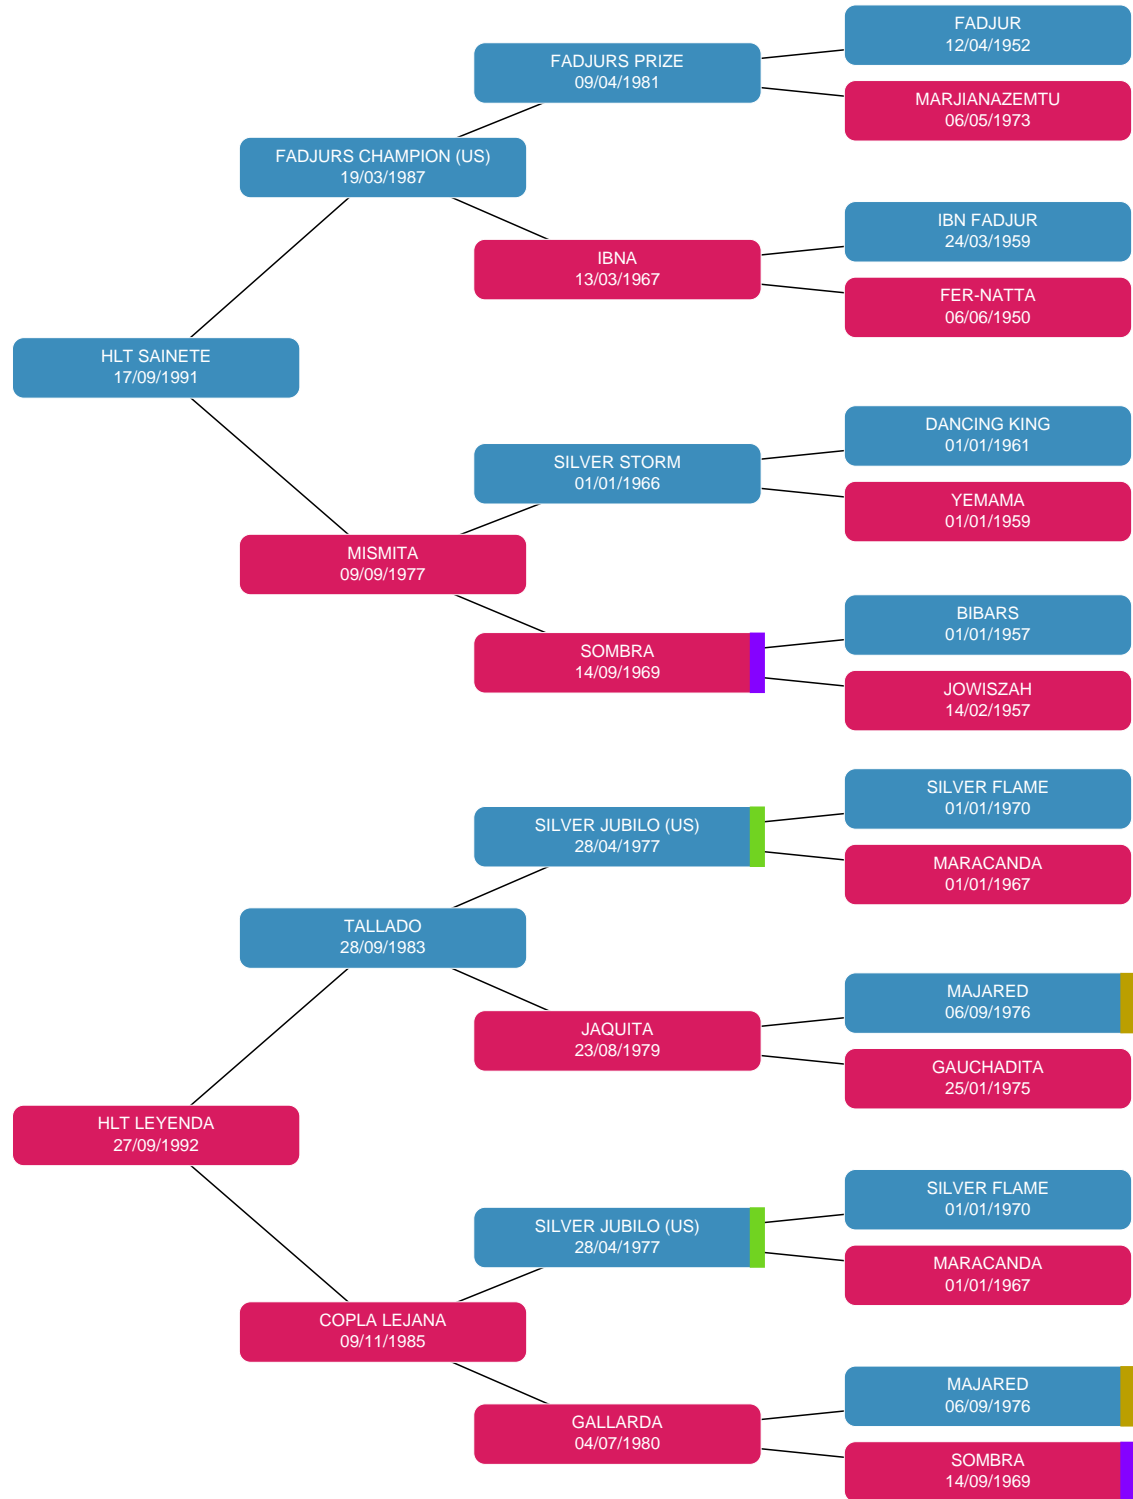 FADJUR
12/04/1952
FADJURS PRIZE
09/04/1981
MARJIANAZEMTU
06/05/1973
FADJURS CHAMPION (US)
19/03/1987
IBN FADJUR
24/03/1959
IBNA
13/03/1967
FER-NATTA
06/06/1950
HLT SAINETE
17/09/1991
DANCING KING
01/01/1961
SILVER STORM
01/01/1966
YEMAMA
01/01/1959
MISMITA
09/09/1977
BIBARS
01/01/1957
SOMBRA
14/09/1969
JOWISZAH
14/02/1957
SILVER FLAME
01/01/1970
SILVER JUBILO (US)
28/04/1977
MARACANDA
01/01/1967
TALLADO
28/09/1983
MAJARED
06/09/1976
JAQUITA
23/08/1979
GAUCHADITA
25/01/1975
HLT LEYENDA
27/09/1992
SILVER FLAME
01/01/1970
SILVER JUBILO (US)
28/04/1977
MARACANDA
01/01/1967
COPLA LEJANA
09/11/1985
MAJARED
06/09/1976
GALLARDA
04/07/1980
SOMBRA
14/09/1969